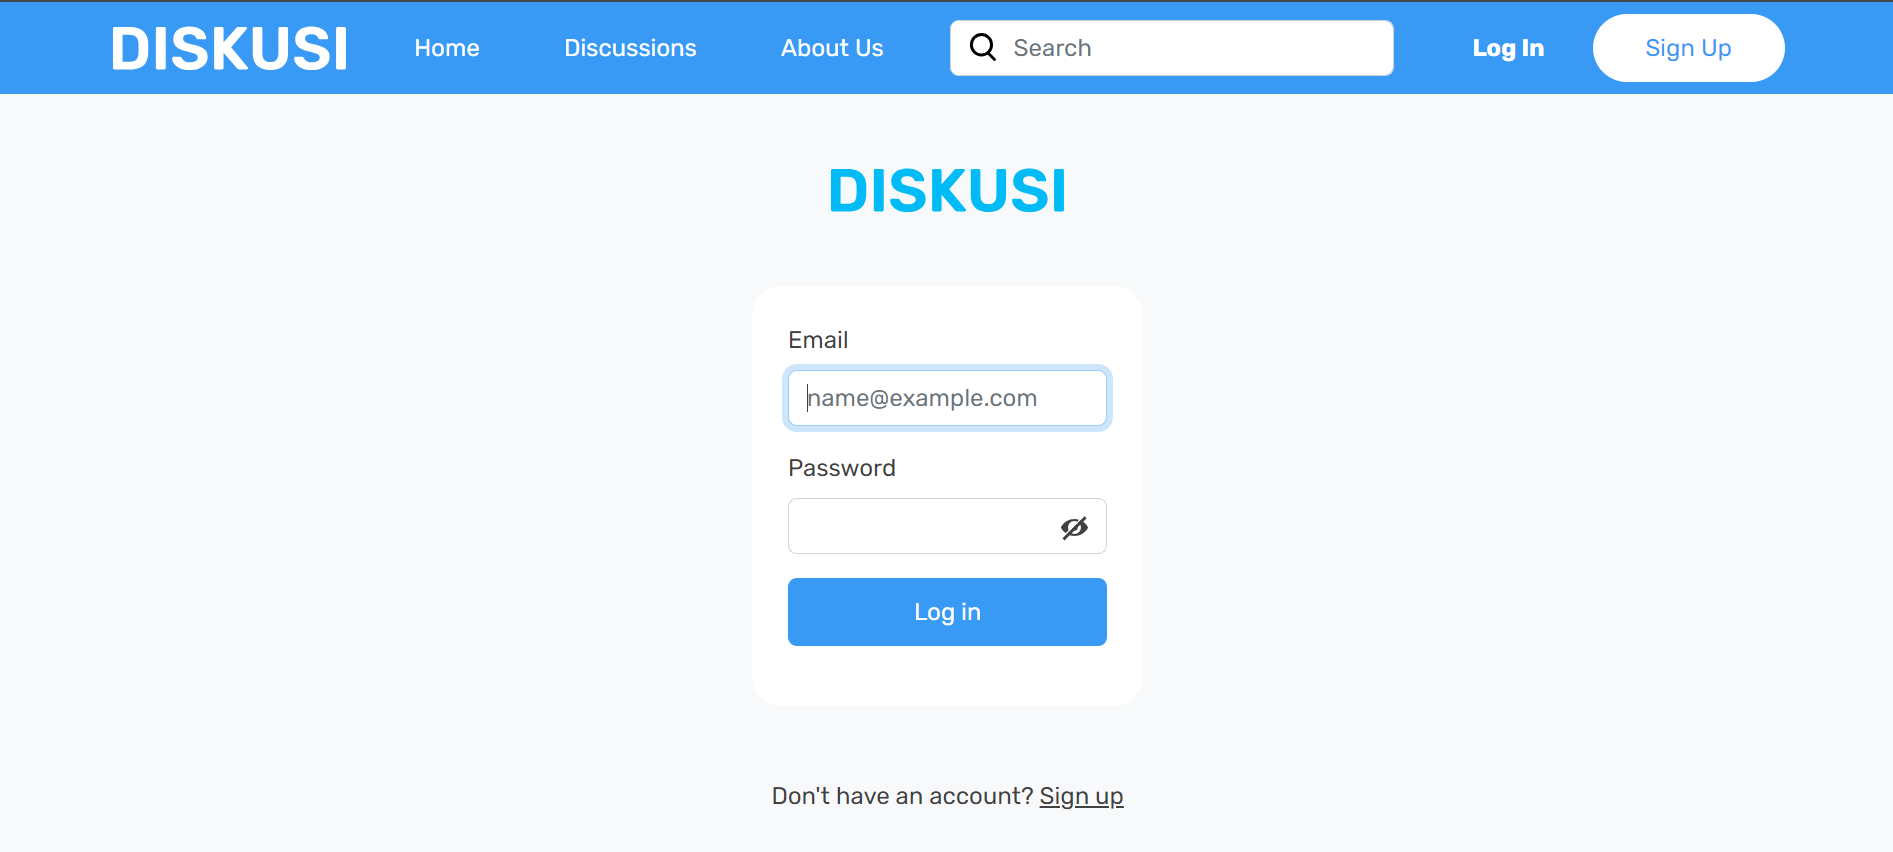 DISKUSI Home Discussions About Us Search Log In Sign Up
DISKUSI
Email
name@example.com
Password
Log in
Don't have an account? Sign up